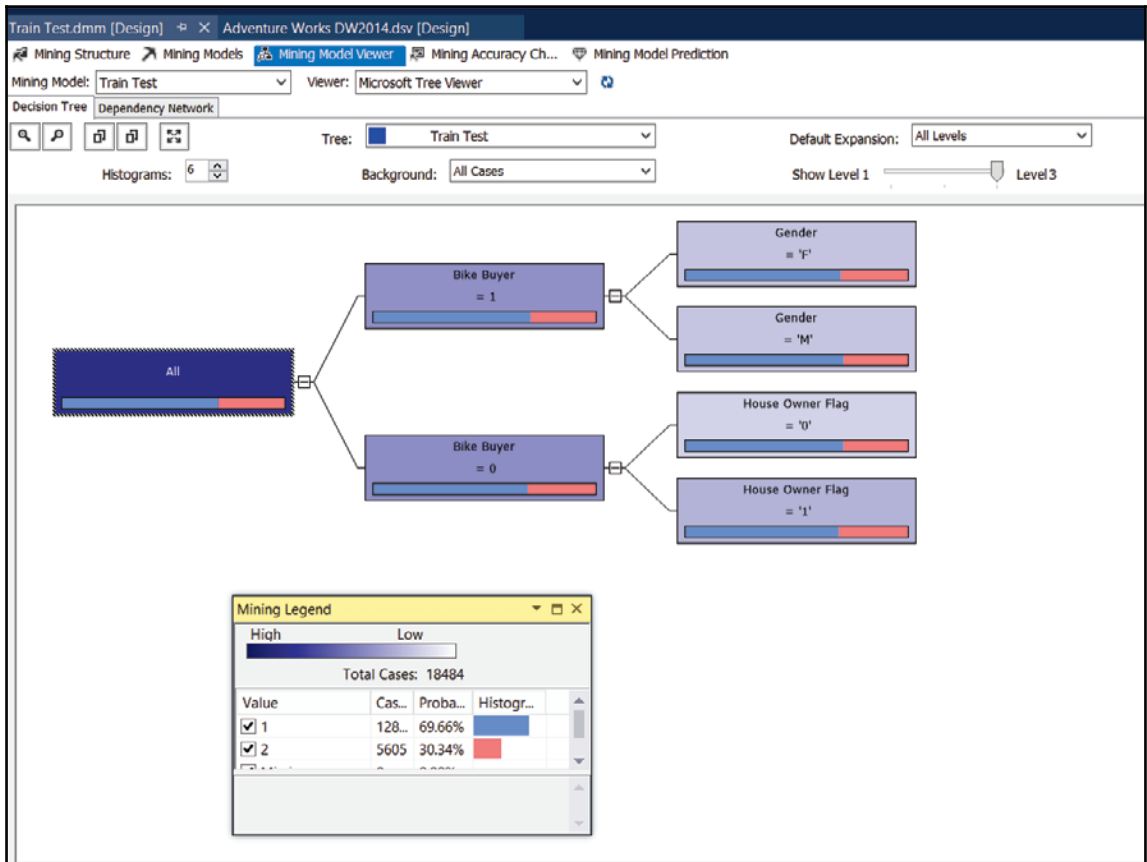 Train Test.dmm [Design] Adventure Works DW2014.dsv [Design]
Mining Structure Mining Models Mining Model Viewer Mining Accuracy Ch... Mining Model Prediction
Mining Model: Train Test Viewer: Microsoft Tree Viewer
Decision Tree Dependency Network
Tree: Train Test Default Expansion: All Levels
Histograms: 6 Background: All Cases Show Level 1 Level 3
Gender
= 'F'
Bike Buyer
= 1
Gender
= 'M'
All
House Owner Flag
= '0'
Bike Buyer
= 0
House Owner Flag
= '1'
Mining Legend
High Low
Total Cases: 18484
Value Cas... Proba... Histogr...
1 128... 69.66%
2 5605 30.34%